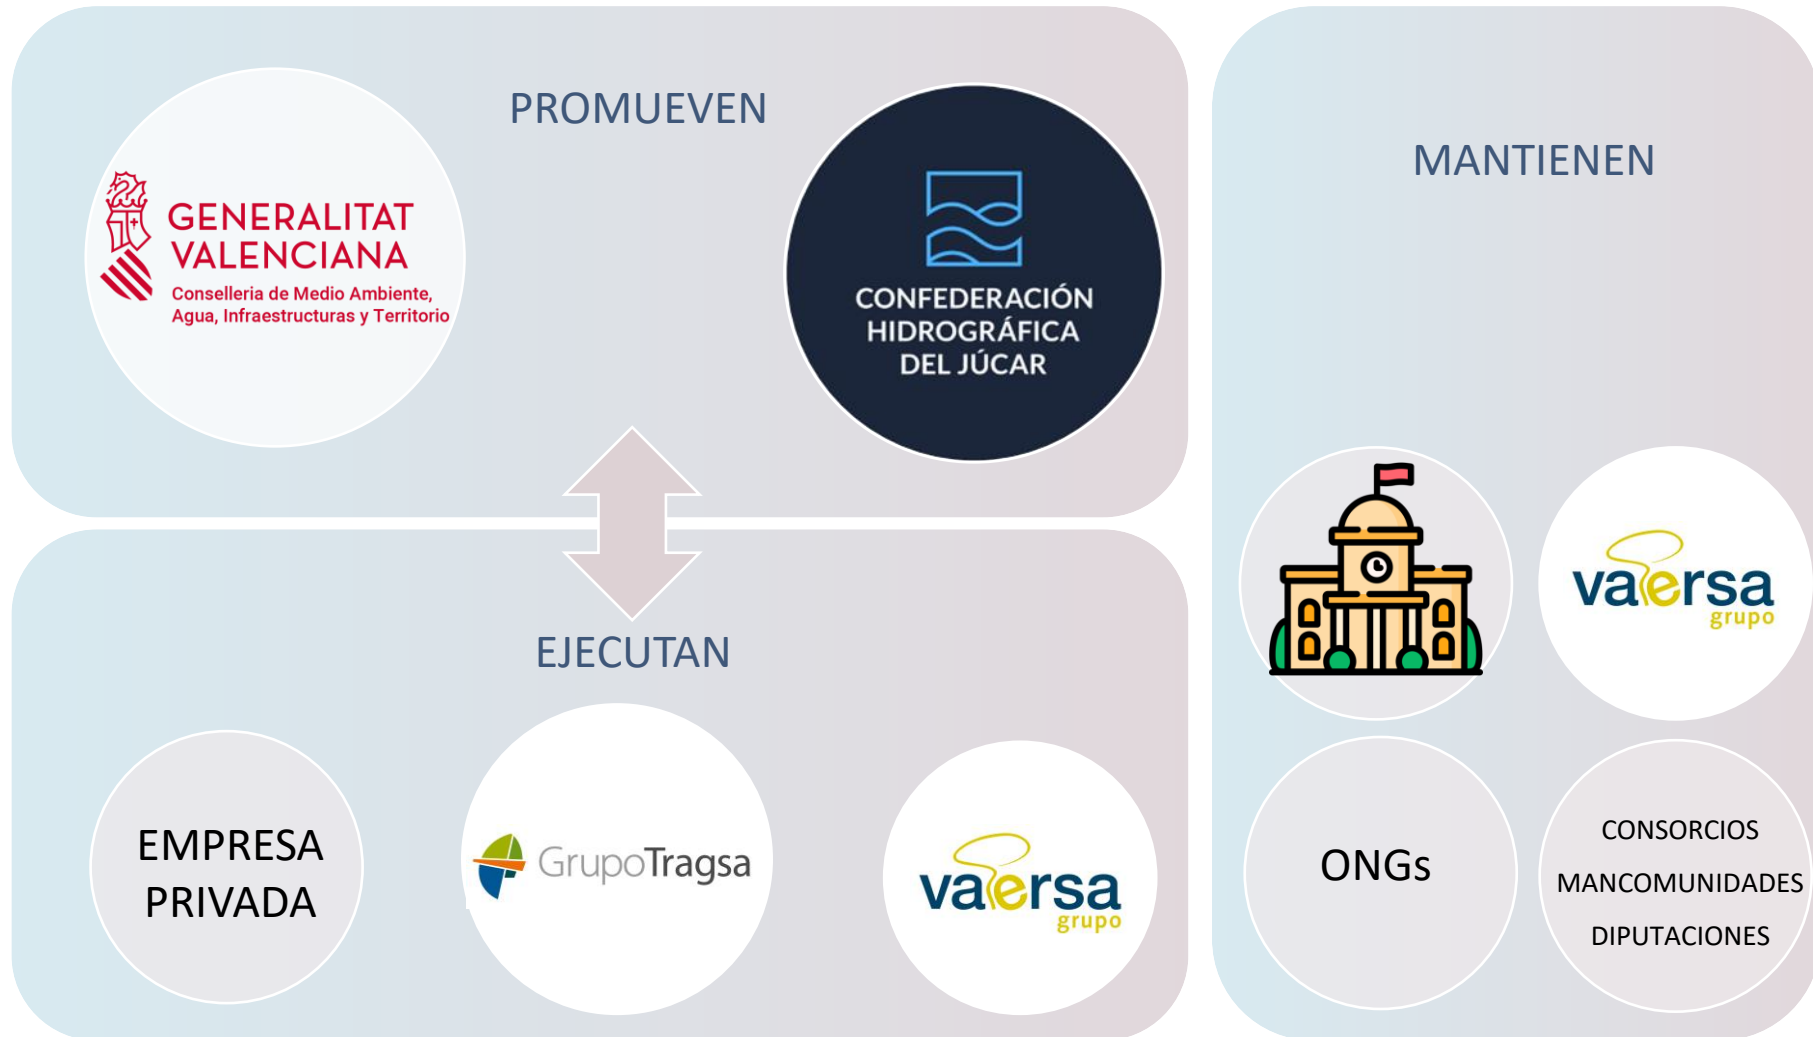 PROMUEVEN
GENERALITAT
VALENCIANA
Conselleria de Medio Ambiente,
Agua, Infraestructuras y Territorio
CONFEDERACIÓN
HIDROGRÁFICA
DEL JÚCAR
EJECUTAN
EMPRESA
PRIVADA
GrupoTragsa
vaersa
grupo
MANTIENEN
vaersa
grupo
ONGs
CONSORCIOS
MANCOMUNIDADES
DIPUTACIONES